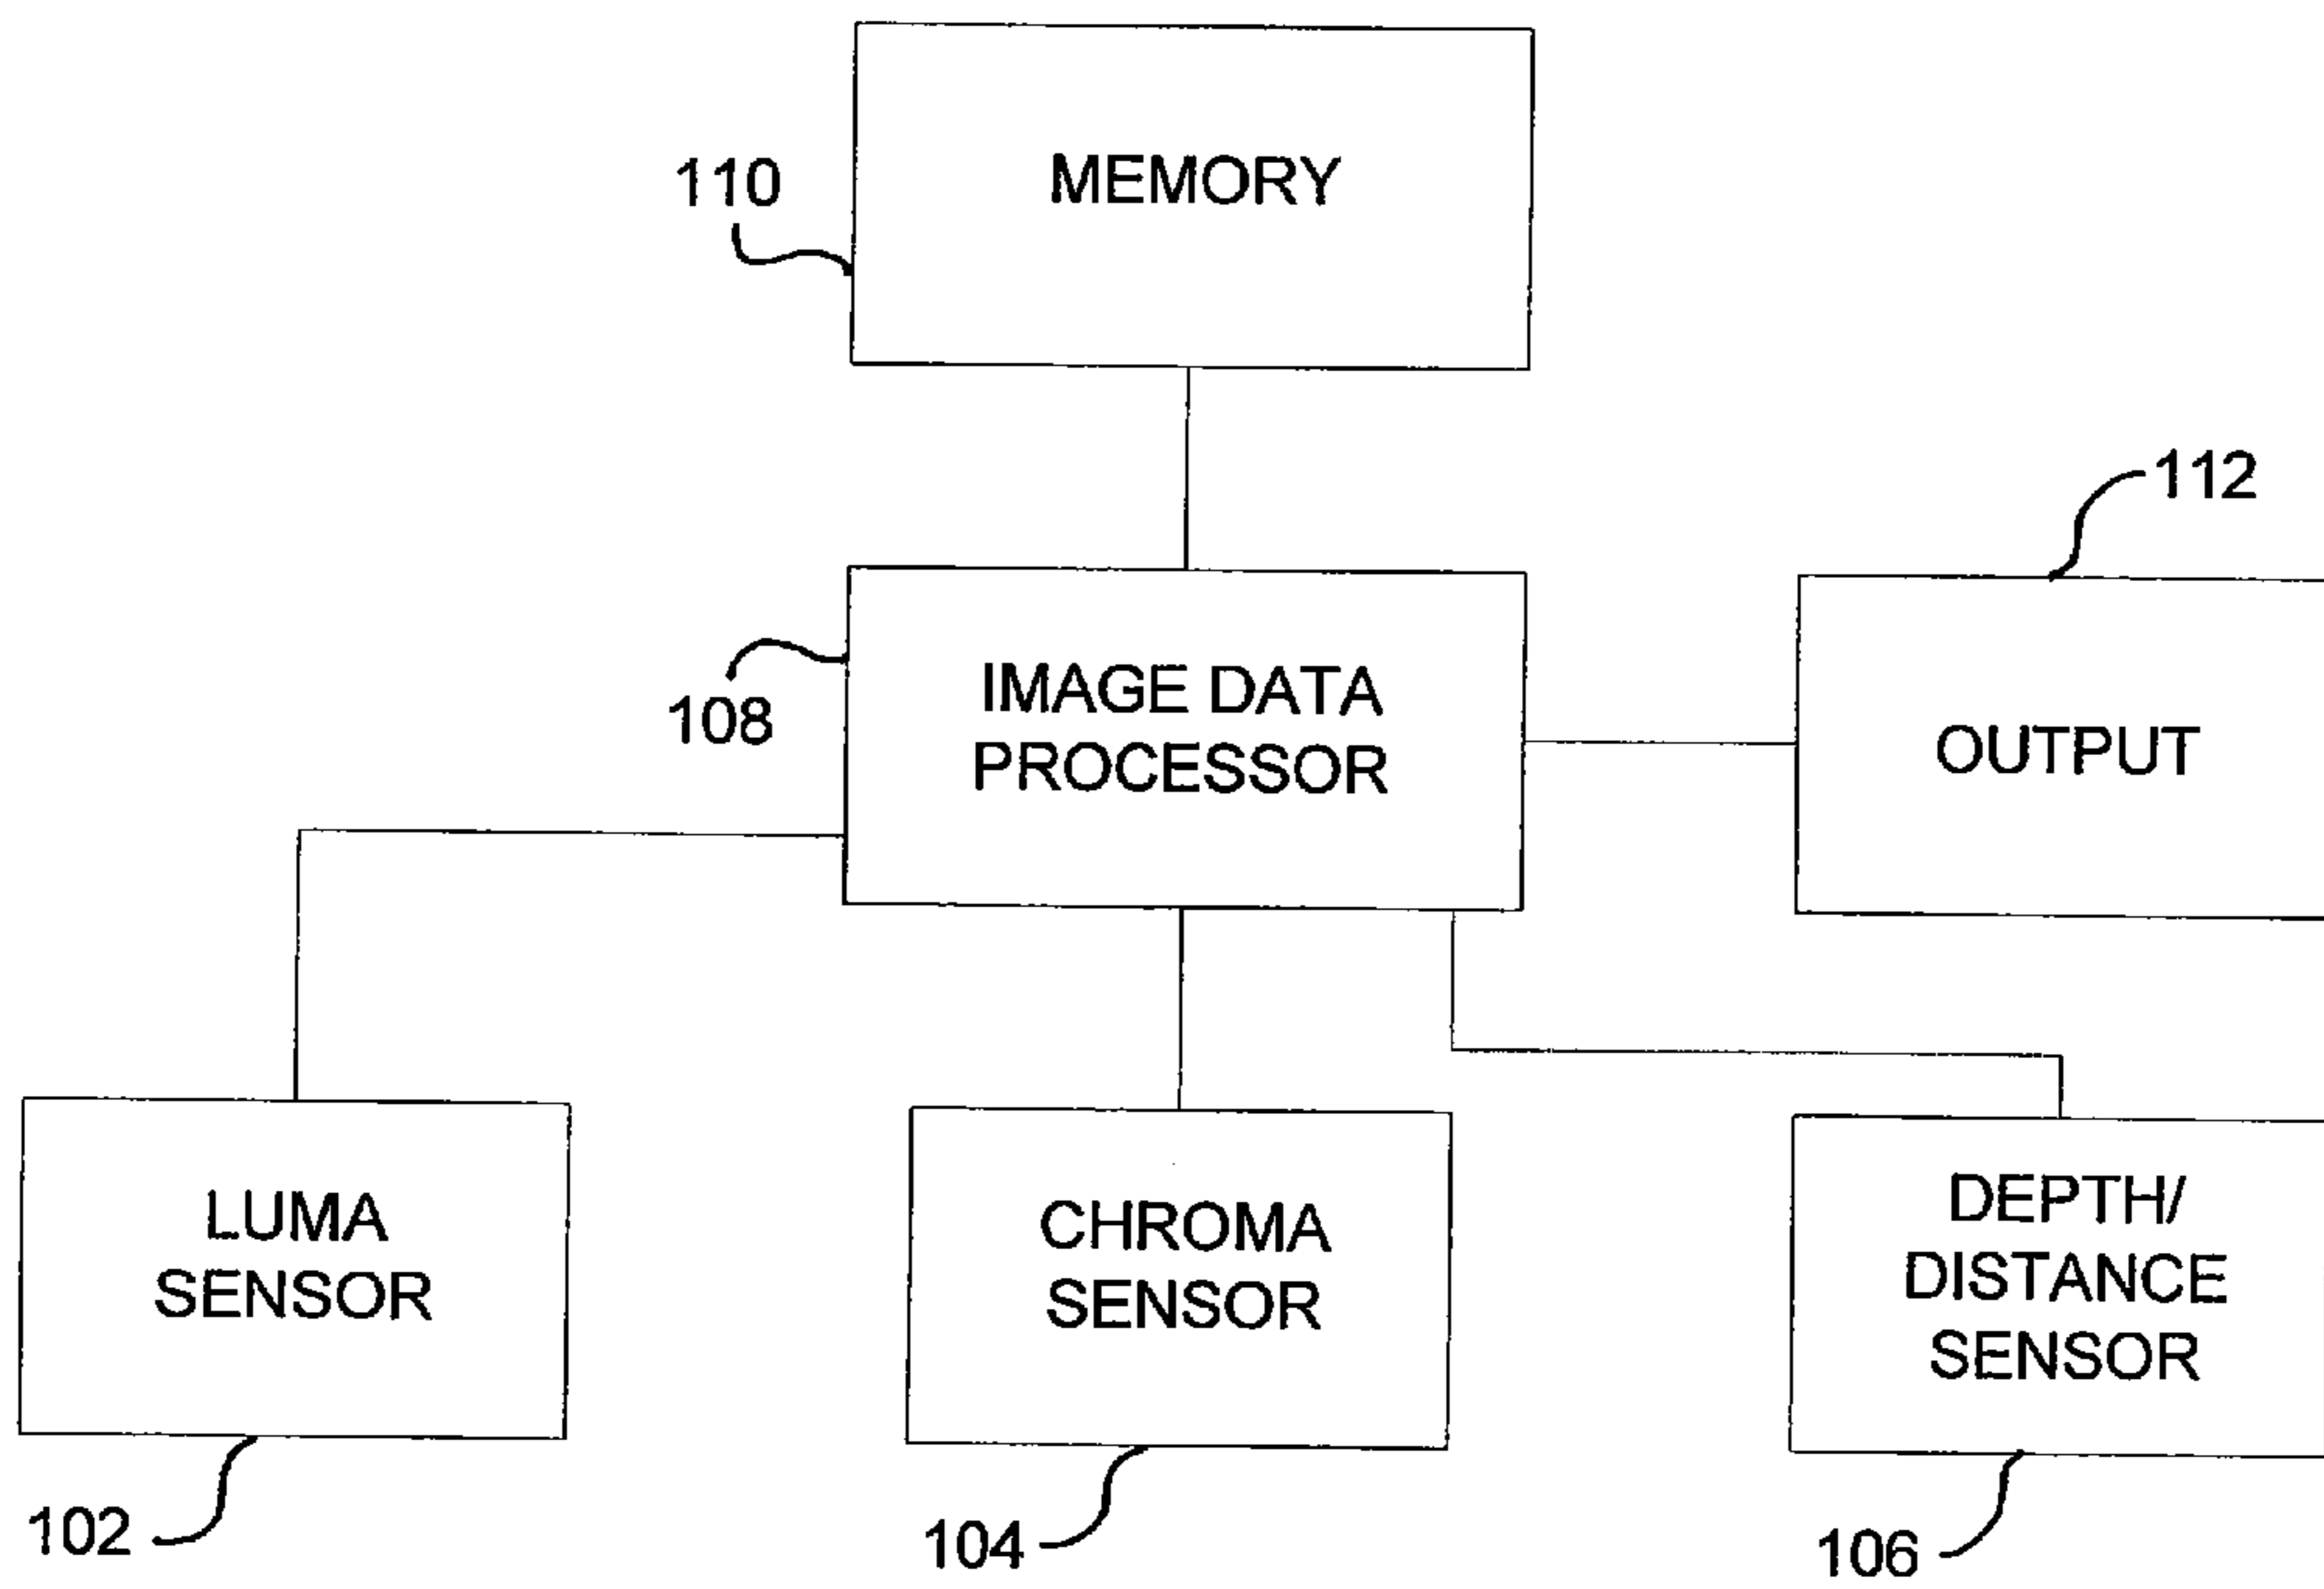 MEMORY
110
112
IMAGE DATA
PROCESSOR
108
OUTPUT
LUMA
SENSOR
CHROMA
SENSOR
DEPTH/
DISTANCE
SENSOR
102
104
106